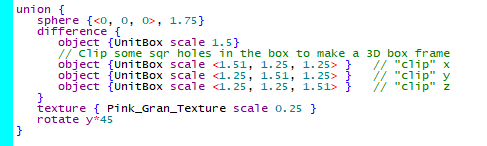 union {
sphere {<0, 0, 0>, 1.75}
difference {
object {UnitBox scale 1.5}
// Clip some sqr holes in the box to make a 3D box frame
object {UnitBox scale <1.51, 1.25, 1.25> } // "clip" x
object {UnitBox scale <1.25, 1.51, 1.25> } // "clip" y
object {UnitBox scale <1.25, 1.25, 1.51> } // "clip" z
}
texture { Pink_Gran_Texture scale 0.25 }
rotate y*45
}